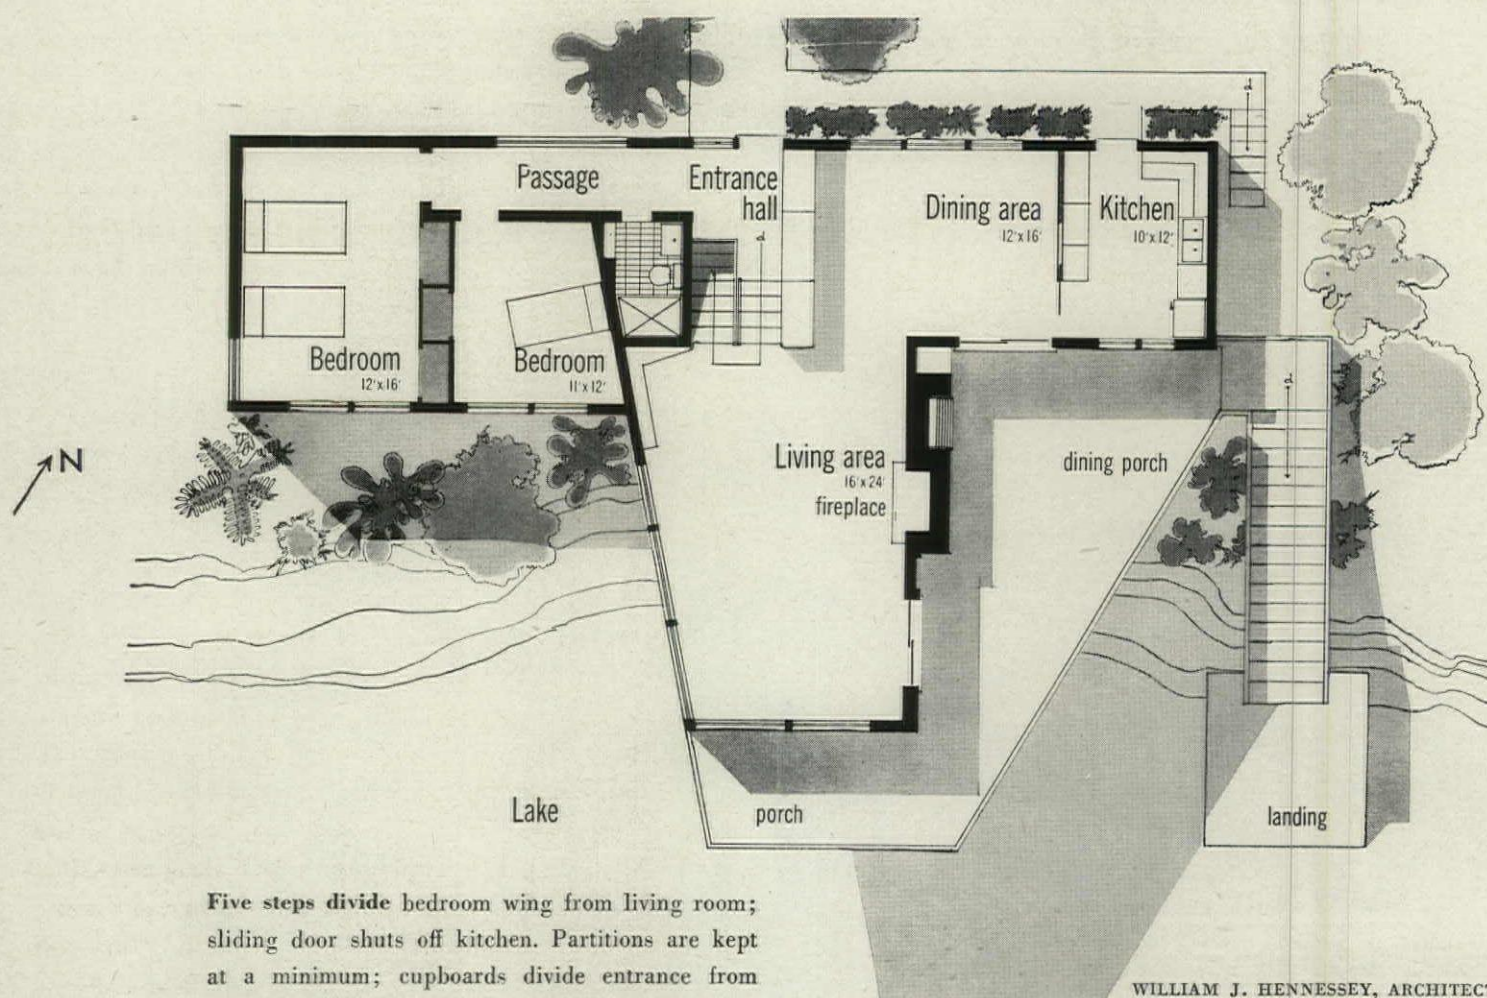 Passage
Entrance
hall
Dining area
12'x16'
Kitchen
10'x12'
Bedroom
12'x16'
Bedroom
11'x12'
Living area
16'x24'
fireplace
dining porch
N
Lake
porch
landing
Five steps divide bedroom wing from living room;
sliding door shuts off kitchen. Partitions are kept
at a minimum; cupboards divide entrance from
WILLIAM J. HENNESSEY, ARCHITECT